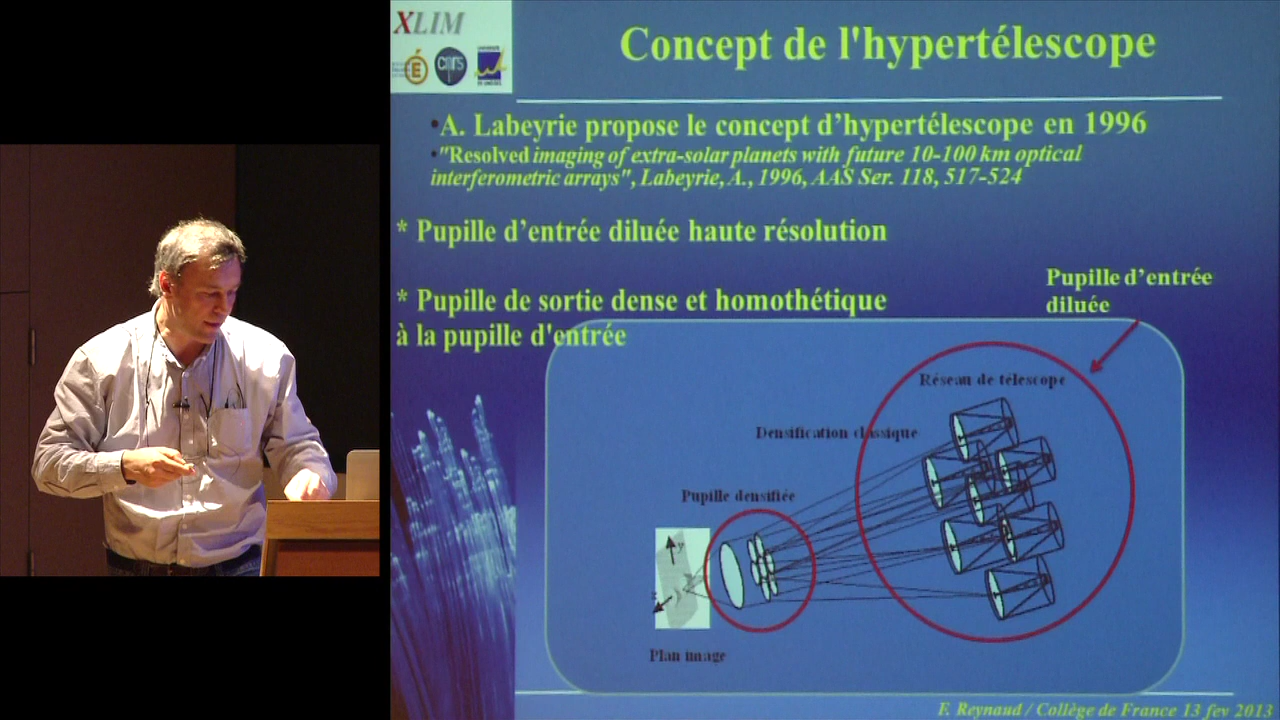 XLIM
Concept de l'hypertélescope
cnrs
•A. Labeyrie propose le concept d’hypertélescope en 1996
•"Resolved imaging of extra-solar planets with future 10-100 km optical
interferometric arrays", Labeyrie, A., 1996, AAS Ser. 118, 517-524
* Pupille d’entrée diluée haute résolution
Pupille d’entrée
diluée
* Pupille de sortie dense et homothétique
à la pupille d'entrée
Réseau de télescope
Densification classique
Pupille densifiée
y
x
Plan image
F. Reynaud / Collège de France 13 fev 2013